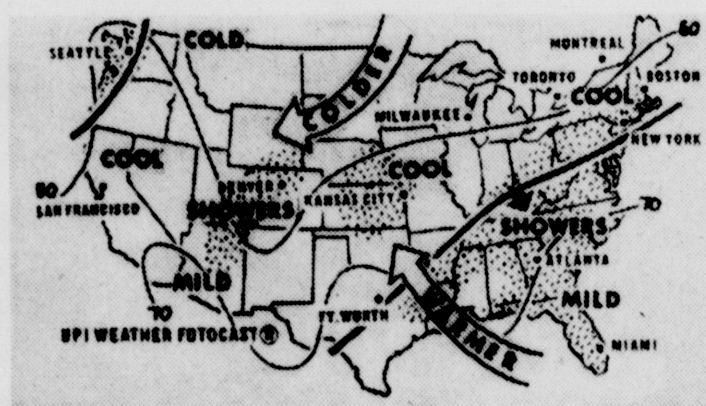 60
MONTREAL
SEATTLE
COLD
BOSTON
TORONTO
COLDER
COOL
MILWAUKEE
NEW YORK
COOL
COOL
DENVER
KANSAS CITY
SAN FRANCISCO
SHOWERS
70
SHOWERS
ATLANTA
MILD
MILD
70
FT. WORTH
WARMER
UPI WEATHER FOTOCAST ®
MIAMI